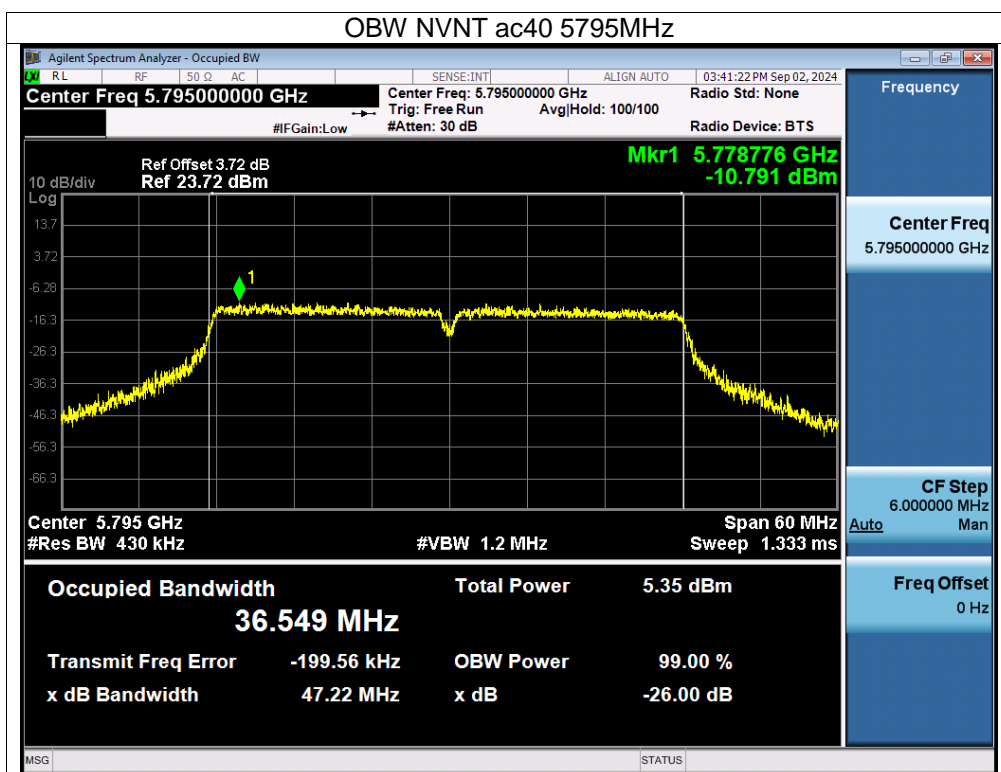 OBW NVNT ac40 5795MHz
Agilent Spectrum Analyzer - Occupied BW
LXI RL RF 50 Ω AC SENSE:INT ALIGN AUTO 03:41:22 PM Sep 02, 2024
Center Freq 5.795000000 GHz Center Freq: 5.795000000 GHz Radio Std: None
Trig: Free Run Avg|Hold: 100/100
#IFGain:Low #Atten: 30 dB Radio Device: BTS
Mkr1 5.778776 GHz
-10.791 dBm
Ref Offset 3.72 dB
10 dB/div Ref 23.72 dBm
Log
13.7
3.72
-6.28
-16.3
-26.3
-36.3
-46.3
-56.3
-66.3
1
Center 5.795 GHz Span 60 MHz
#Res BW 430 kHz #VBW 1.2 MHz Sweep 1.333 ms
Occupied Bandwidth Total Power 5.35 dBm
36.549 MHz
Transmit Freq Error -199.56 kHz OBW Power 99.00 %
x dB Bandwidth 47.22 MHz x dB -26.00 dB
MSG STATUS
Frequency
Center Freq
5.795000000 GHz
CF Step
6.000000 MHz
Auto Man
Freq Offset
0 Hz